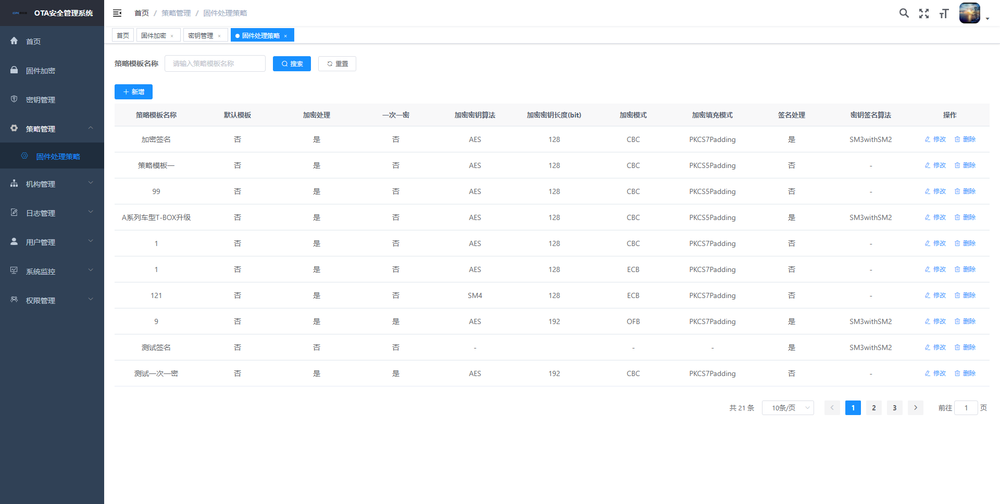 OTA安全管理系统
首页 / 策略管理 / 固件处理策略
首页
固件加密 ×
密钥管理 ×
固件处理策略 ×
首页
固件加密
密钥管理
策略管理
固件处理策略
机构管理
日志管理
用户管理
系统监控
权限管理
策略模板名称 请输入策略模板名称 搜索 重置
新增
策略模板名称 默认模板 加密处理 一次一密 加密密钥算法 加密密钥长度(bit) 加密模式 加密填充模式 签名处理 密钥签名算法 操作
加密签名 否 是 否 AES 128 CBC PKCS7Padding 是 SM3withSM2 修改 删除
策略模板一 否 是 否 AES 128 CBC PKCS5Padding 否 - 修改 删除
99 否 是 否 AES 128 CBC PKCS5Padding 否 - 修改 删除
A系列车型T-BOX升级 否 是 否 AES 128 CBC PKCS5Padding 是 SM3withSM2 修改 删除
1 否 是 否 AES 128 CBC PKCS7Padding 否 - 修改 删除
1 否 是 否 AES 128 ECB PKCS7Padding 否 - 修改 删除
121 否 是 否 SM4 128 ECB PKCS7Padding 否 - 修改 删除
9 否 是 是 AES 192 OFB PKCS7Padding 是 SM3withSM2 修改 删除
测试签名 否 否 否 - - - 是 SM3withSM2 修改 删除
测试一次一密 否 是 是 AES 192 CBC PKCS7Padding 否 - 修改 删除
共 21 条 10条/页 1 2 3 前往 1 页